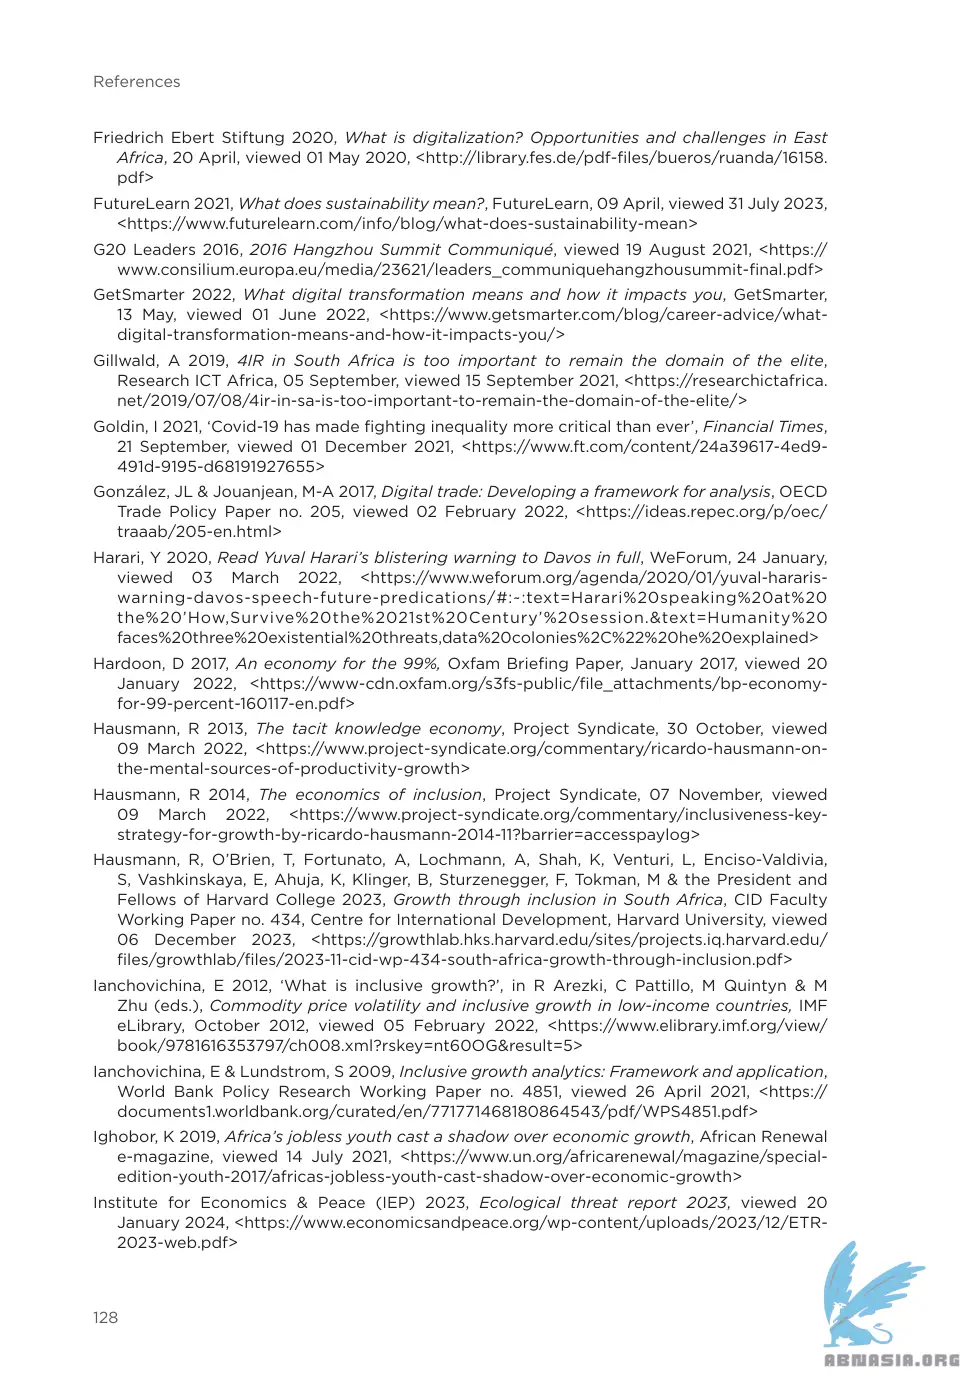 References
Friedrich Ebert Stiftung 2020, What is digitalization? Opportunities and challenges in East
Africa, 20 April, viewed 01 May 2020, <http://library.fes.de/pdf-files/bueros/ruanda/16158.
pdf>
FutureLearn 2021, What does sustainability mean?, FutureLearn, 09 April, viewed 31 July 2023,
<https://www.futurelearn.com/info/blog/what-does-sustainability-mean>
G20 Leaders 2016, 2016 Hangzhou Summit Communiqué, viewed 19 August 2021, <https://
www.consilium.europa.eu/media/23621/leaders_communiquehangzhousummit-final.pdf>
GetSmarter 2022, What digital transformation means and how it impacts you, GetSmarter,
13 May, viewed 01 June 2022, <https://www.getsmarter.com/blog/career-advice/what-
digital-transformation-means-and-how-it-impacts-you/>
Gillwald, A 2019, 4IR in South Africa is too important to remain the domain of the elite,
Research ICT Africa, 05 September, viewed 15 September 2021, <https://researchictafrica.
net/2019/07/08/4ir-in-sa-is-too-important-to-remain-the-domain-of-the-elite/>
Goldin, I 2021, ‘Covid-19 has made fighting inequality more critical than ever’, Financial Times,
21 September, viewed 01 December 2021, <https://www.ft.com/content/24a39617-4ed9-
491d-9195-d68191927655>
González, JL & Jouanjean, M-A 2017, Digital trade: Developing a framework for analysis, OECD
Trade Policy Paper no. 205, viewed 02 February 2022, <https://ideas.repec.org/p/oec/
traaab/205-en.html>
Harari, Y 2020, Read Yuval Harari’s blistering warning to Davos in full, WeForum, 24 January,
viewed 03 March 2022, <https://www.weforum.org/agenda/2020/01/yuval-hararis-
warning-davos-speech-future-predications/#:~:text=Harari%20speaking%20at%20
the%20’How,Survive%20the%2021st%20Century’%20session.&text=Humanity%20
faces%20three%20existential%20threats,data%20colonies%2C%22%20he%20explained>
Hardoon, D 2017, An economy for the 99%, Oxfam Briefing Paper, January 2017, viewed 20
January 2022, <https://www-cdn.oxfam.org/s3fs-public/file_attachments/bp-economy-
for-99-percent-160117-en.pdf>
Hausmann, R 2013, The tacit knowledge economy, Project Syndicate, 30 October, viewed
09 March 2022, <https://www.project-syndicate.org/commentary/ricardo-hausmann-on-
the-mental-sources-of-productivity-growth>
Hausmann, R 2014, The economics of inclusion, Project Syndicate, 07 November, viewed
09 March 2022, <https://www.project-syndicate.org/commentary/inclusiveness-key-
strategy-for-growth-by-ricardo-hausmann-2014-11?barrier=accesspaylog>
Hausmann, R, O’Brien, T, Fortunato, A, Lochmann, A, Shah, K, Venturi, L, Enciso-Valdivia,
S, Vashkinskaya, E, Ahuja, K, Klinger, B, Sturzenegger, F, Tokman, M & the President and
Fellows of Harvard College 2023, Growth through inclusion in South Africa, CID Faculty
Working Paper no. 434, Centre for International Development, Harvard University, viewed
06 December 2023, <https://growthlab.hks.harvard.edu/sites/projects.iq.harvard.edu/
files/growthlab/files/2023-11-cid-wp-434-south-africa-growth-through-inclusion.pdf>
Ianchovichina, E 2012, ‘What is inclusive growth?’, in R Arezki, C Pattillo, M Quintyn & M
Zhu (eds.), Commodity price volatility and inclusive growth in low-income countries, IMF
eLibrary, October 2012, viewed 05 February 2022, <https://www.elibrary.imf.org/view/
book/9781616353797/ch008.xml?rskey=nt60OG&result=5>
Ianchovichina, E & Lundstrom, S 2009, Inclusive growth analytics: Framework and application,
World Bank Policy Research Working Paper no. 4851, viewed 26 April 2021, <https://
documents1.worldbank.org/curated/en/771771468180864543/pdf/WPS4851.pdf>
Ighobor, K 2019, Africa’s jobless youth cast a shadow over economic growth, African Renewal
e-magazine, viewed 14 July 2021, <https://www.un.org/africarenewal/magazine/special-
edition-youth-2017/africas-jobless-youth-cast-shadow-over-economic-growth>
Institute for Economics & Peace (IEP) 2023, Ecological threat report 2023, viewed 20
January 2024, <https://www.economicsandpeace.org/wp-content/uploads/2023/12/ETR-
2023-web.pdf>
128
ABNASIA.ORG